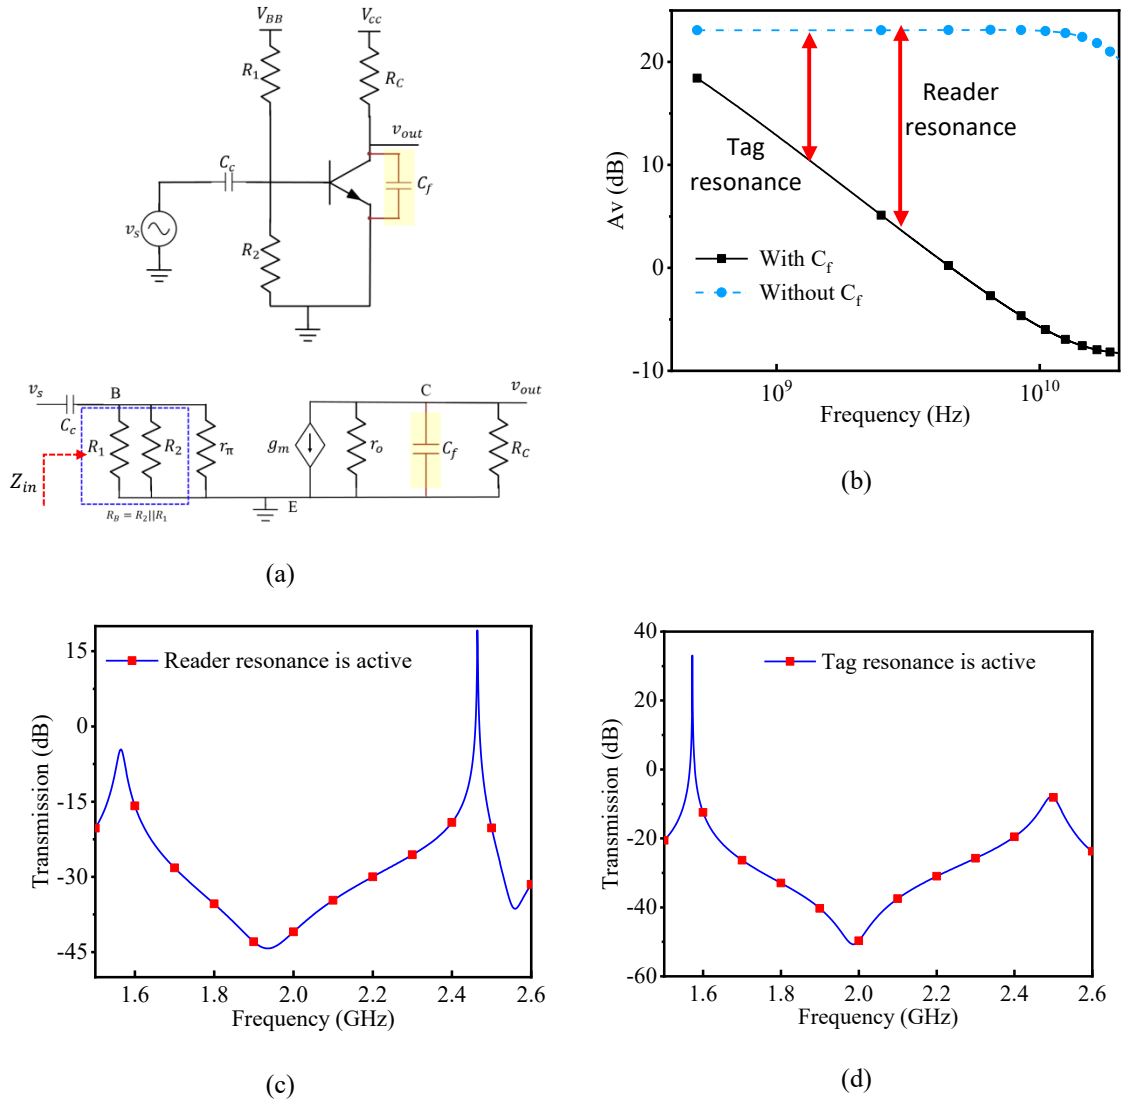 V_BB
V_cc
R_1
R_C
v_out
C_c
C_f
v_s
R_2
v_s
B
C
v_out
C_c
R_1
R_2
r_π
g_m
r_o
C_f
R_C
Z_in
E
R_B = R_2||R_1
(a)
20
10
0
-10
Av (dB)
Reader
resonance
Tag
resonance
With C_f
Without C_f
10^9
10^10
Frequency (Hz)
(b)
15
0
-15
-30
-45
Transmission (dB)
Reader resonance is active
1.6
1.8
2.0
2.2
2.4
2.6
Frequency (GHz)
(c)
40
20
0
-20
-40
-60
Transmission (dB)
Tag resonance is active
1.6
1.8
2.0
2.2
2.4
2.6
Frequency (GHz)
(d)